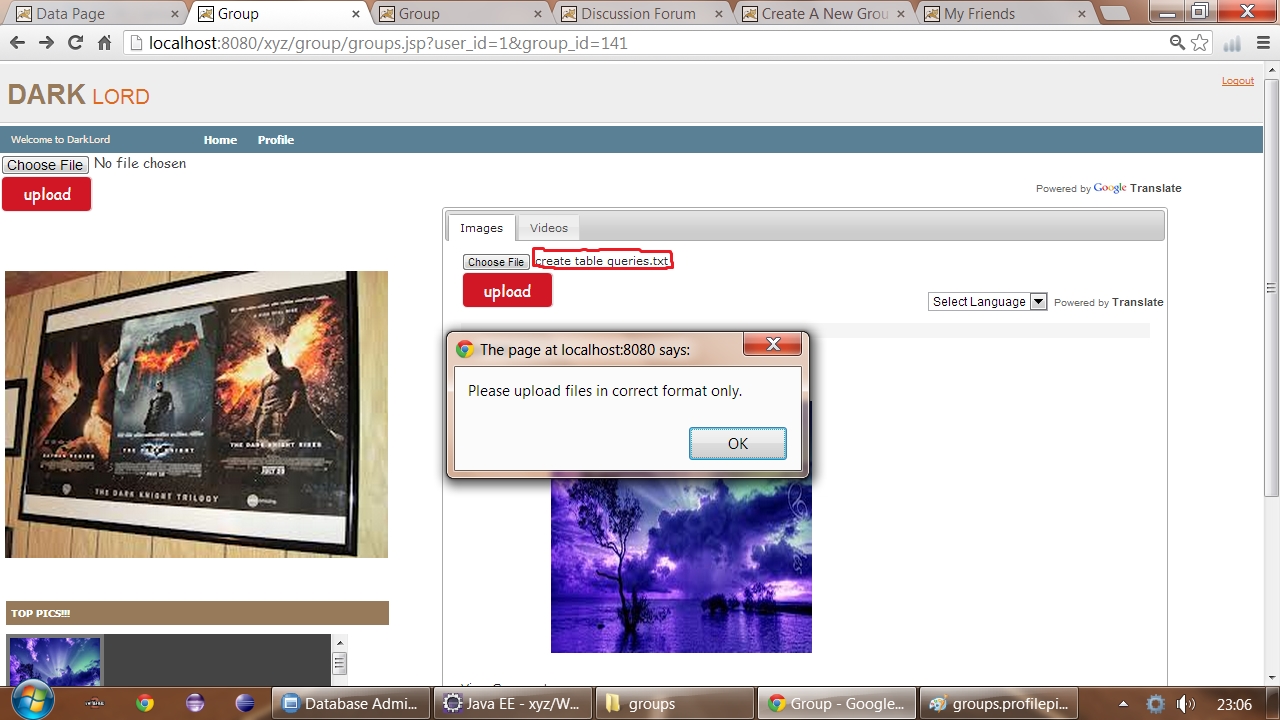 Data Page
Group
Group
Discussion Forum
Create A New Grou
My Friends
localhost:8080/xyz/group/groups.jsp?user_id=1&group_id=141
DARK LORD
Logout
Welcome to DarkLord
Home
Profile
Choose File No file chosen
upload
Powered by Google Translate
Images
Videos
Choose File create table queries.txt
upload
Select Language
Powered by Translate
The page at localhost:8080 says:
Please upload files in correct format only.
OK
THE DARK KNIGHT RISES
THE DARK KNIGHT TRILOGY
TOP PICS!!!
Database Admi...
Java EE - xyz/W...
groups
Group - Google...
groups.profilepi...
23:06